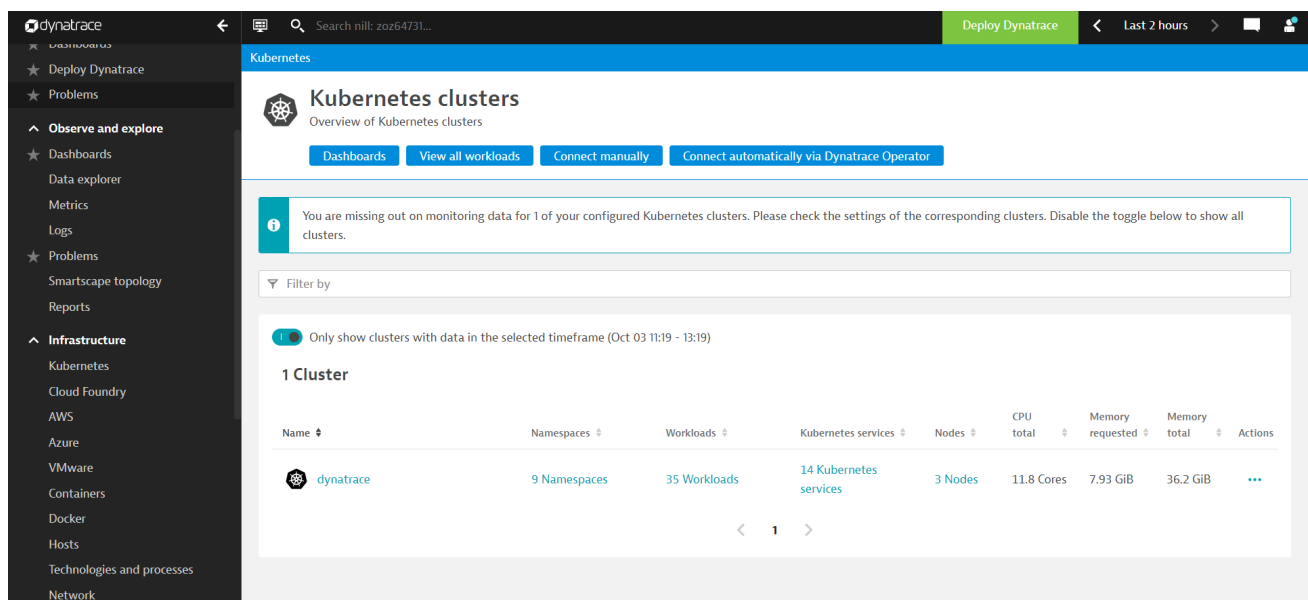 dynatrace
Search nill: zoz64731...
Deploy Dynatrace
Last 2 hours
Dashboards
Deploy Dynatrace
Problems
Observe and explore
Dashboards
Data explorer
Metrics
Logs
Problems
Smartscape topology
Reports
Infrastructure
Kubernetes
Cloud Foundry
AWS
Azure
VMware
Containers
Docker
Hosts
Technologies and processes
Network
Kubernetes
Kubernetes clusters
Overview of Kubernetes clusters
Dashboards View all workloads Connect manually Connect automatically via Dynatrace Operator
You are missing out on monitoring data for 1 of your configured Kubernetes clusters. Please check the settings of the corresponding clusters. Disable the toggle below to show all
clusters.
Filter by
Only show clusters with data in the selected timeframe (Oct 03 11:19 - 13:19)
1 Cluster
Name Namespaces Workloads Kubernetes services Nodes CPU total Memory requested Memory total Actions
dynatrace 9 Namespaces 35 Workloads 14 Kubernetes services 3 Nodes 11.8 Cores 7.93 GiB 36.2 GiB
1